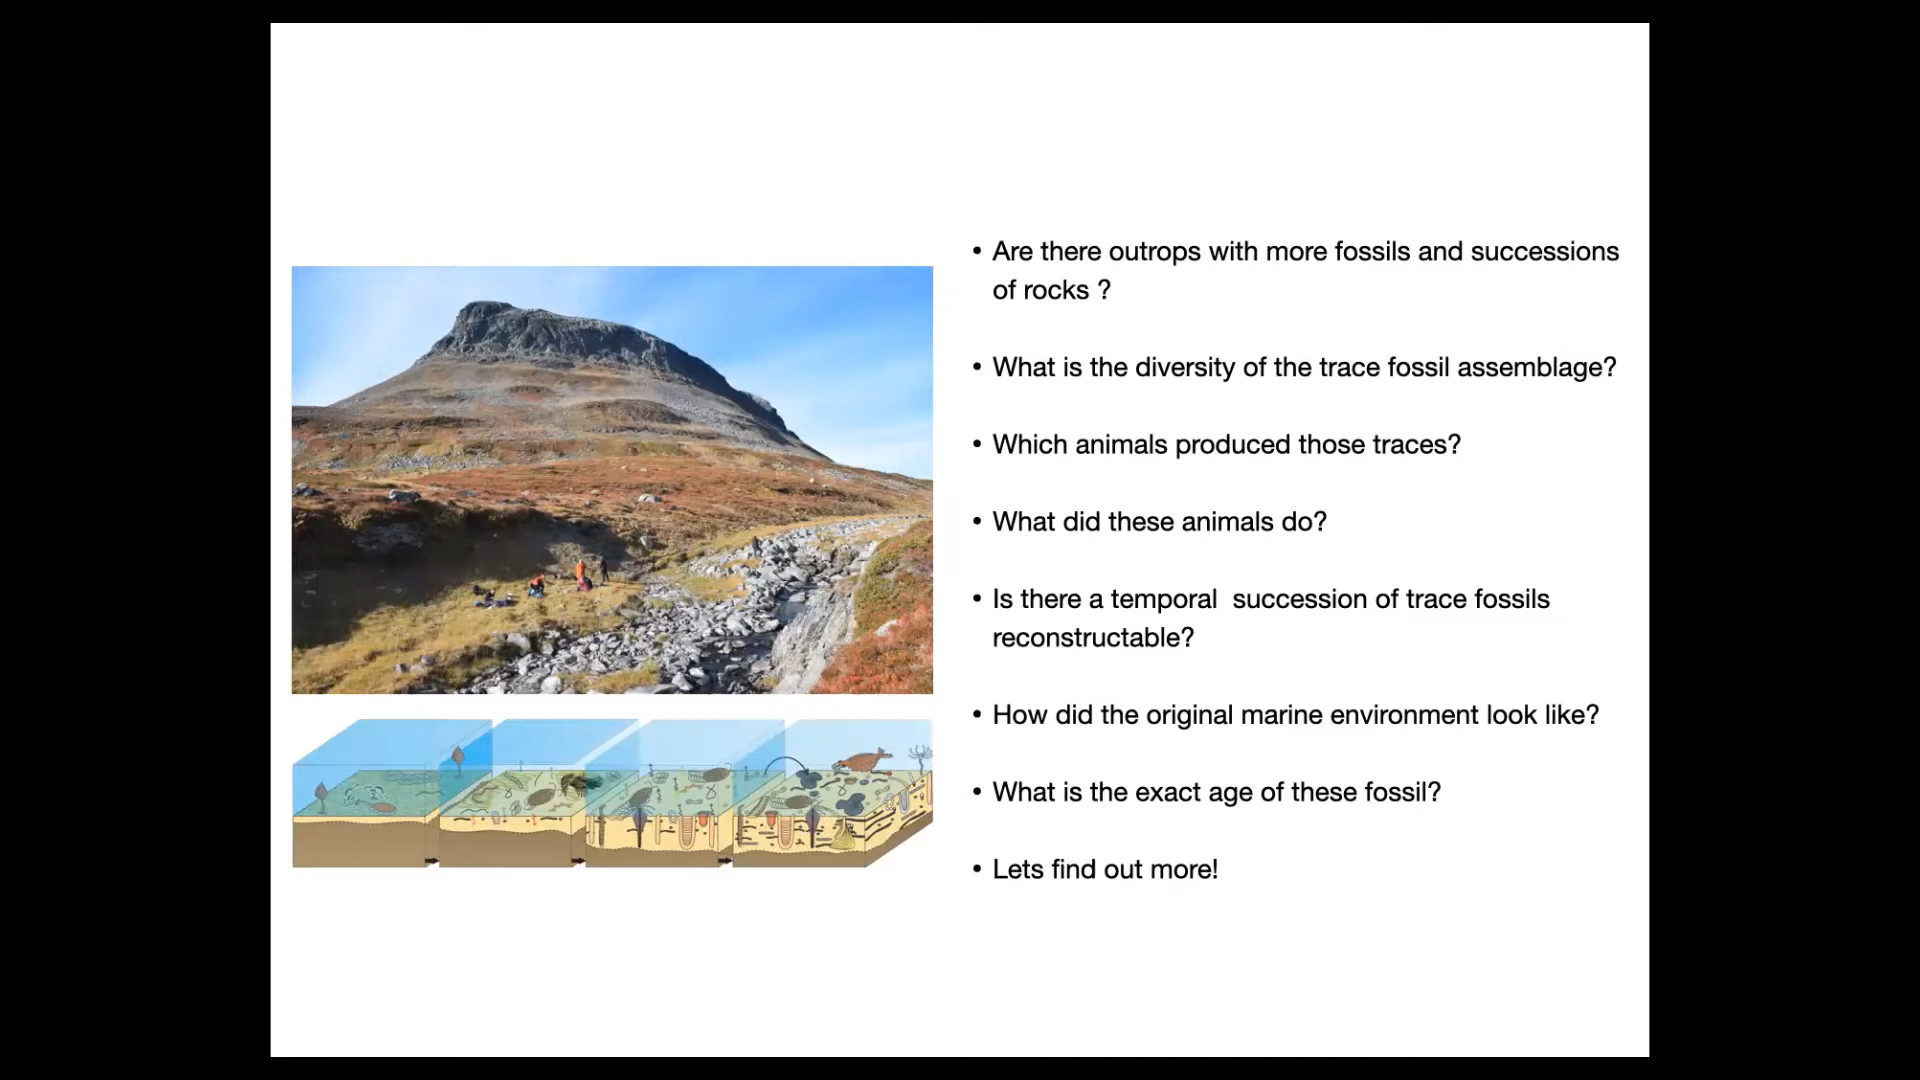 • Are there outrops with more fossils and successions
of rocks ?
• What is the diversity of the trace fossil assemblage?
• Which animals produced those traces?
• What did these animals do?
• Is there a temporal  succession of trace fossils
reconstructable?
• How did the original marine environment look like?
• What is the exact age of these fossil?
• Lets find out more!